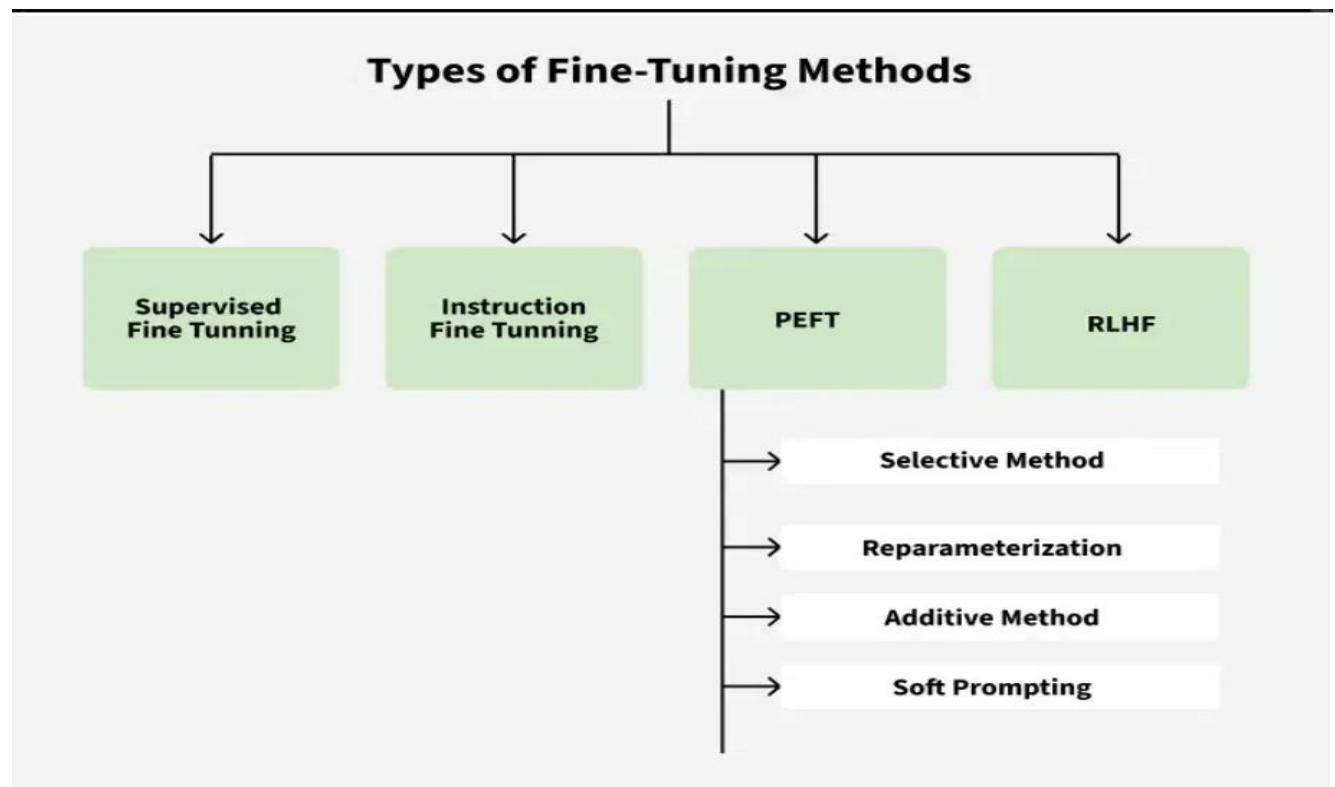 Types of Fine-Tuning Methods
Supervised
Fine Tunning
Instruction
Fine Tunning
PEFT
RLHF
Selective Method
Reparameterization
Additive Method
Soft Prompting